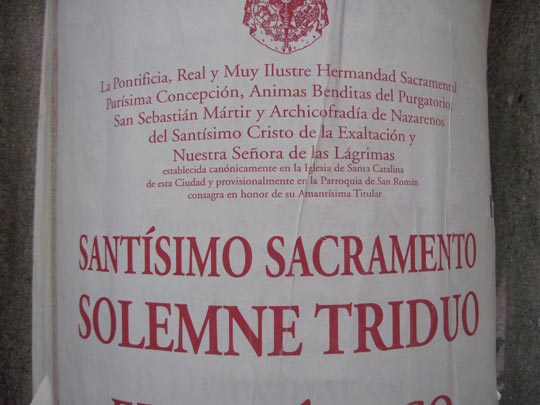 La Pontificia, Real y Muy Ilustre Hermandad Sacramental
Purísima Concepción, Animas Benditas del Purgatorio,
San Sebastián Mártir y Archicofradía de Nazarenos
del Santísimo Cristo de la Exaltación y
Nuestra Señora de las Lágrimas
establecida canónicamente en la Iglesia de Santa Catalina
de esta Ciudad y provisionalmente en la Parroquia de San Román
consagra en honor de su Amantísima Titular
SANTÍSIMO SACRAMENTO
SOLEMNE TRIDUO